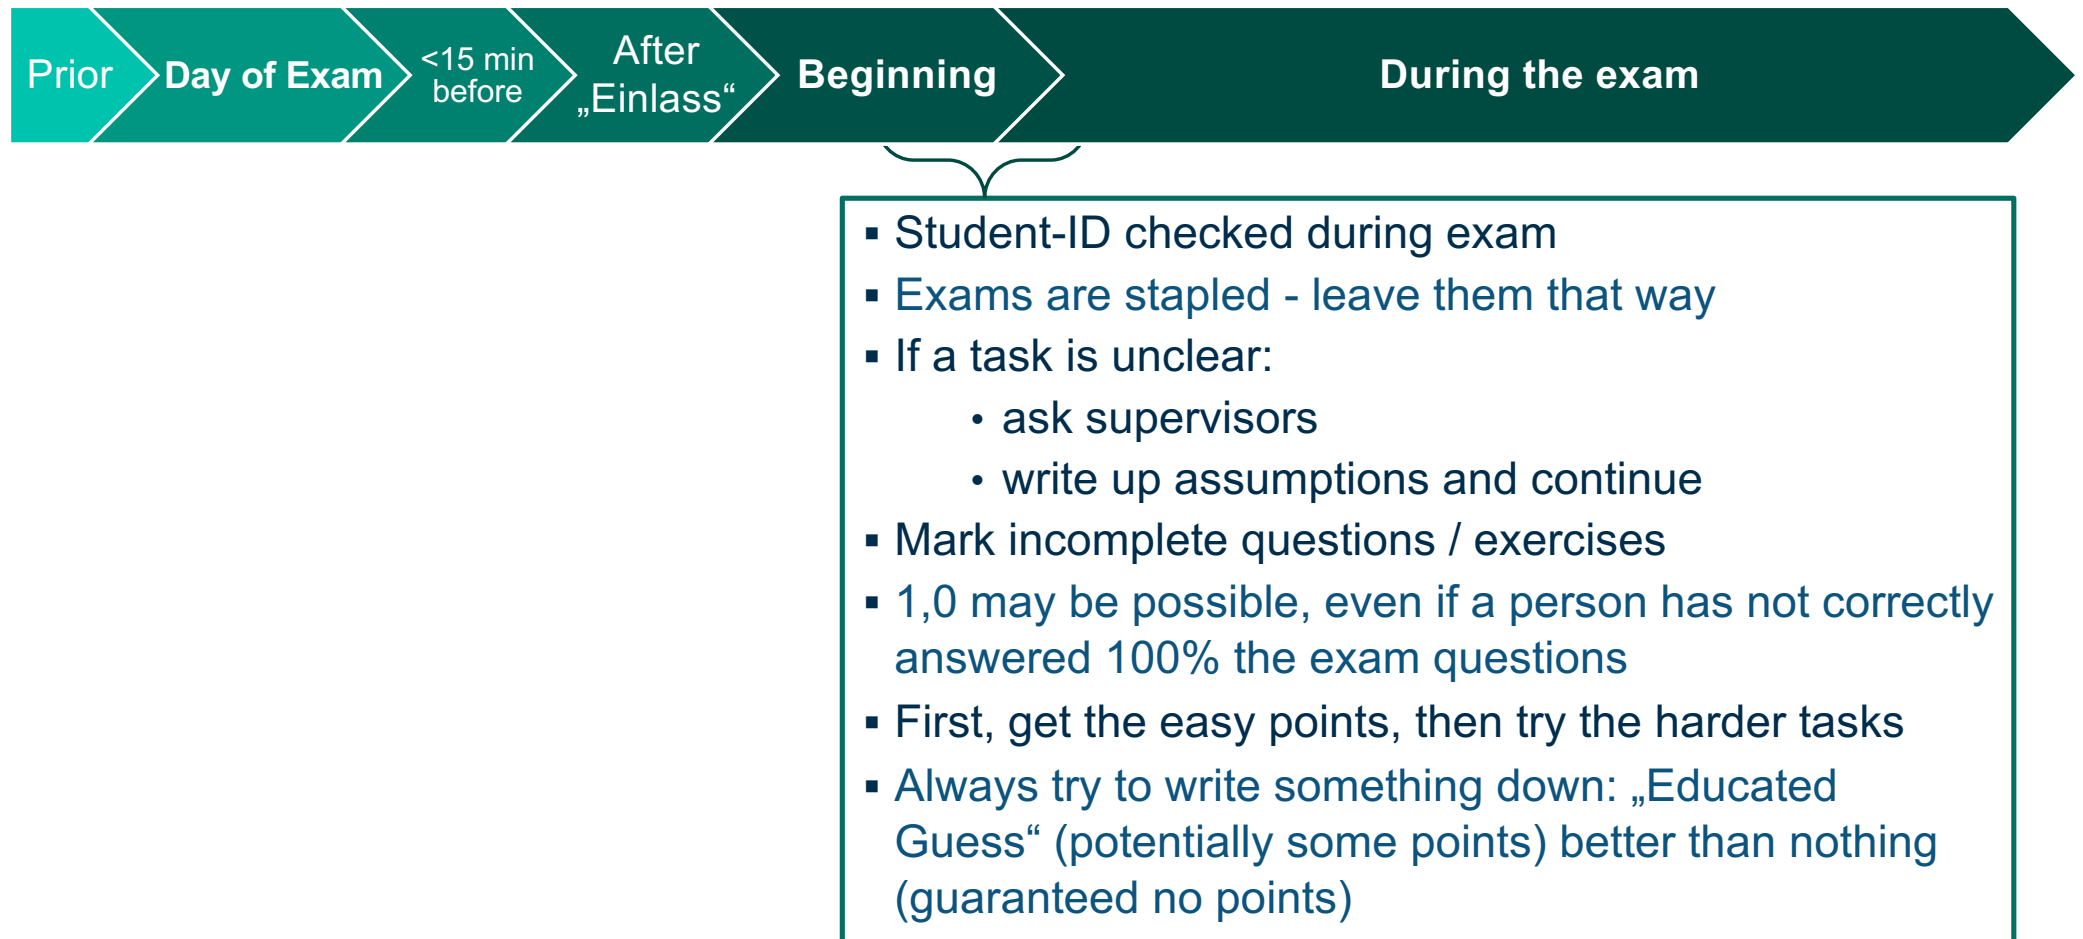 Prior
Day of Exam
<15 min
before
After
„Einlass“
Beginning
During the exam
▪ Student-ID checked during exam
▪ Exams are stapled - leave them that way
▪ If a task is unclear:
• ask supervisors
• write up assumptions and continue
▪ Mark incomplete questions / exercises
▪ 1,0 may be possible, even if a person has not correctly
answered 100% the exam questions
▪ First, get the easy points, then try the harder tasks
▪ Always try to write something down: „Educated
Guess“ (potentially some points) better than nothing
(guaranteed no points)